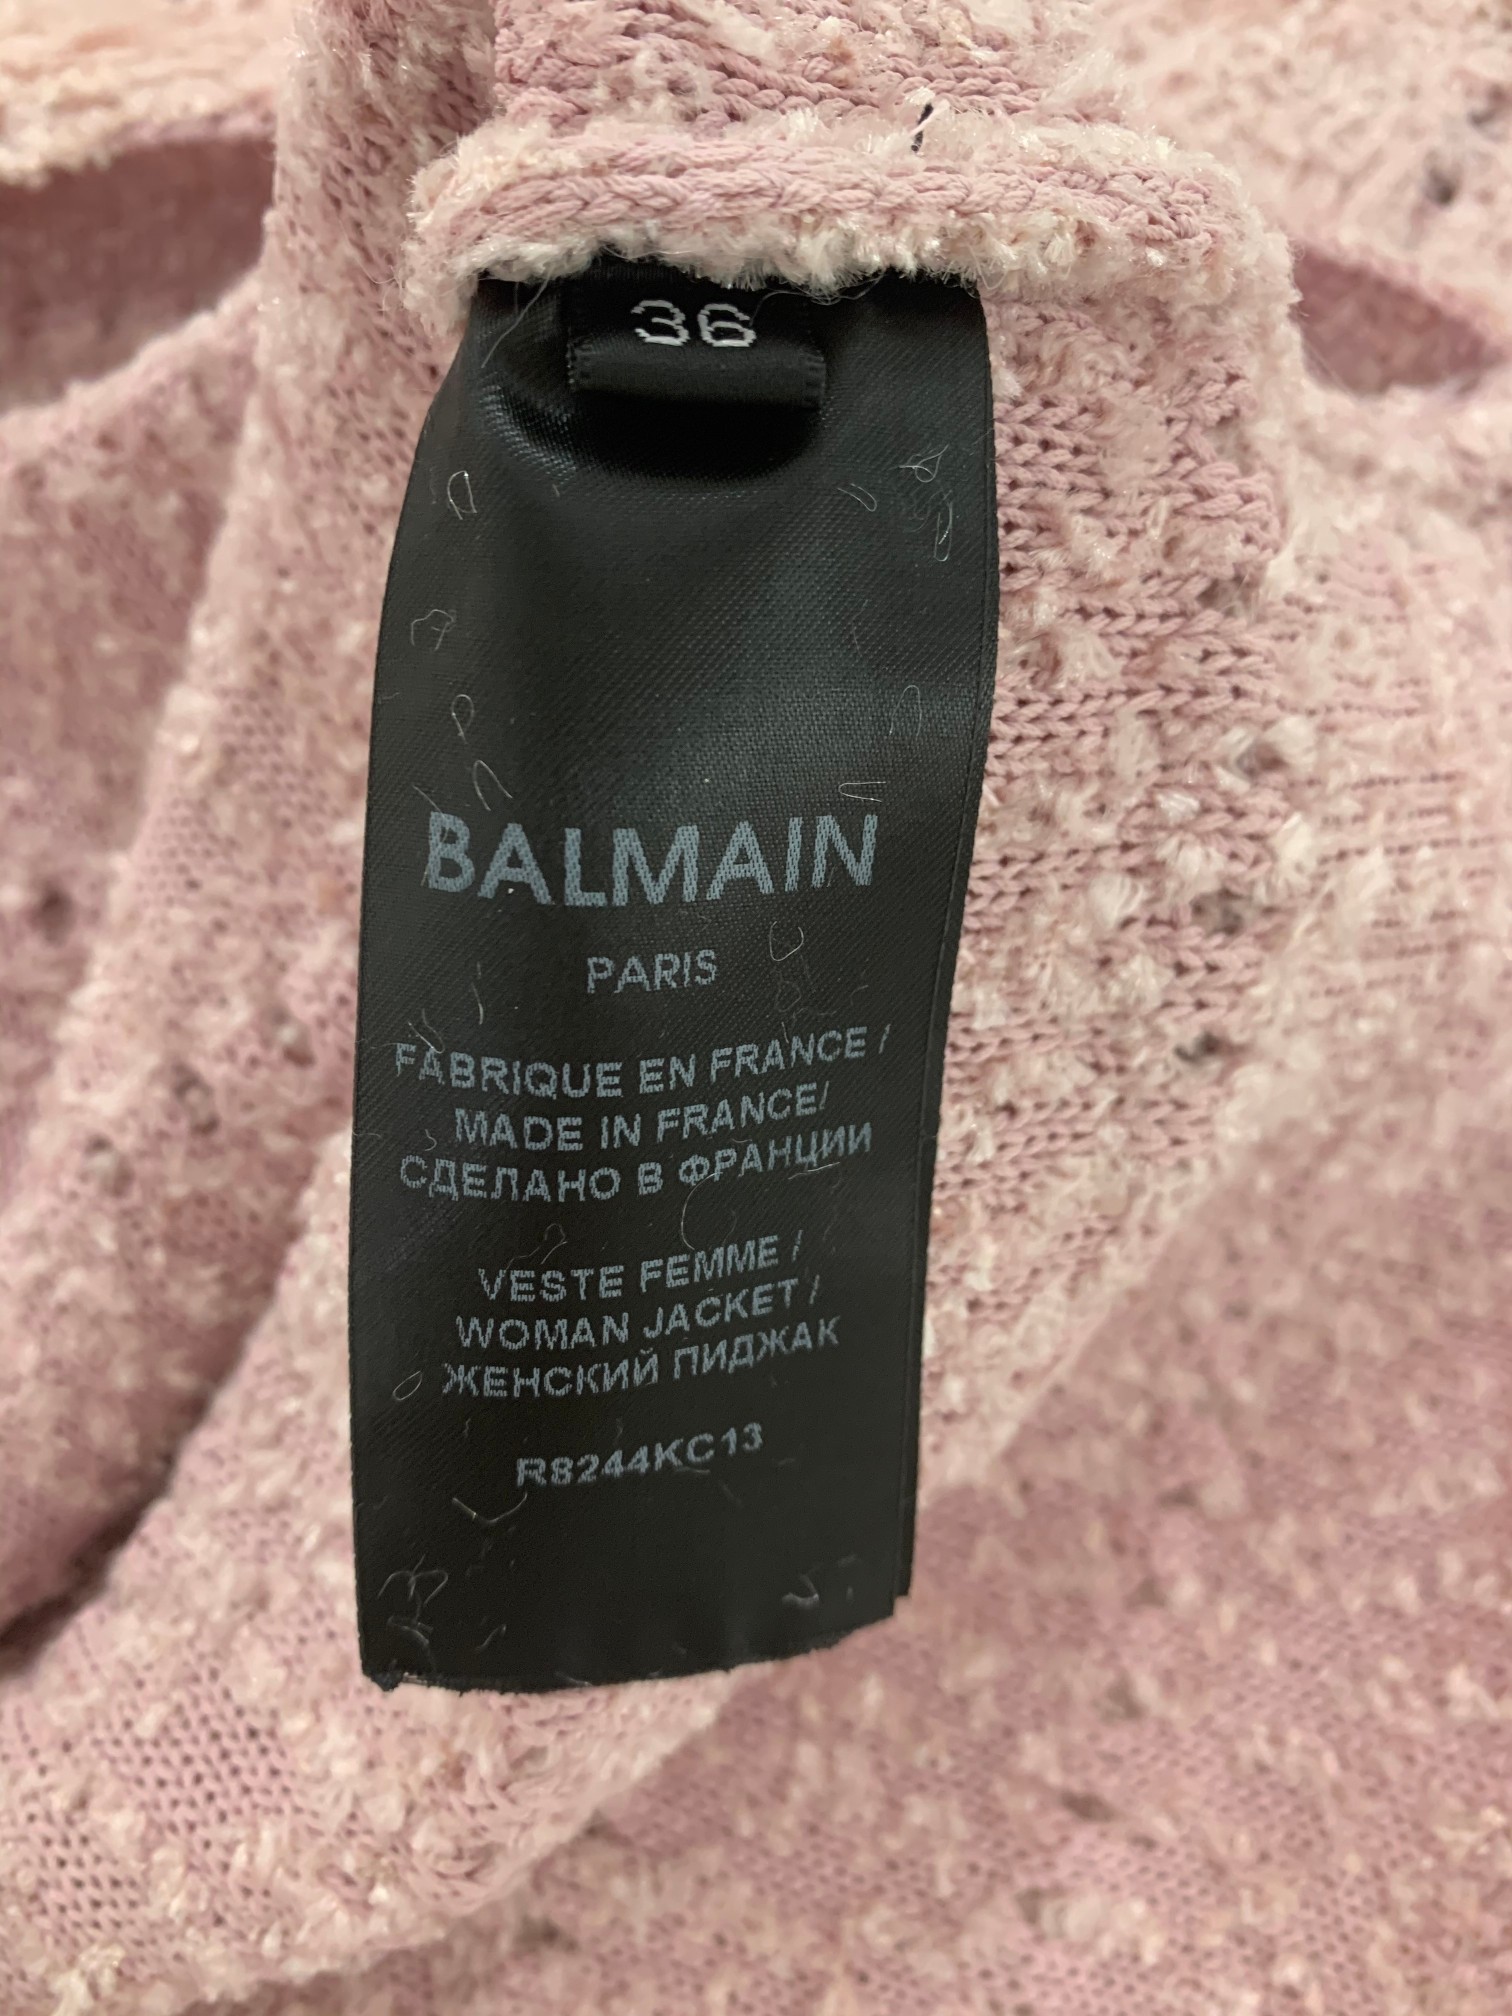 36
BALMAIN
PARIS
FABRIQUE EN FRANCE /
MADE IN FRANCE/
СДЕЛАНО В ФРАНЦИИ
VESTE FEMME /
WOMAN JACKET /
ЖЕНСКИЙ ПИДЖАК
R8244KC13